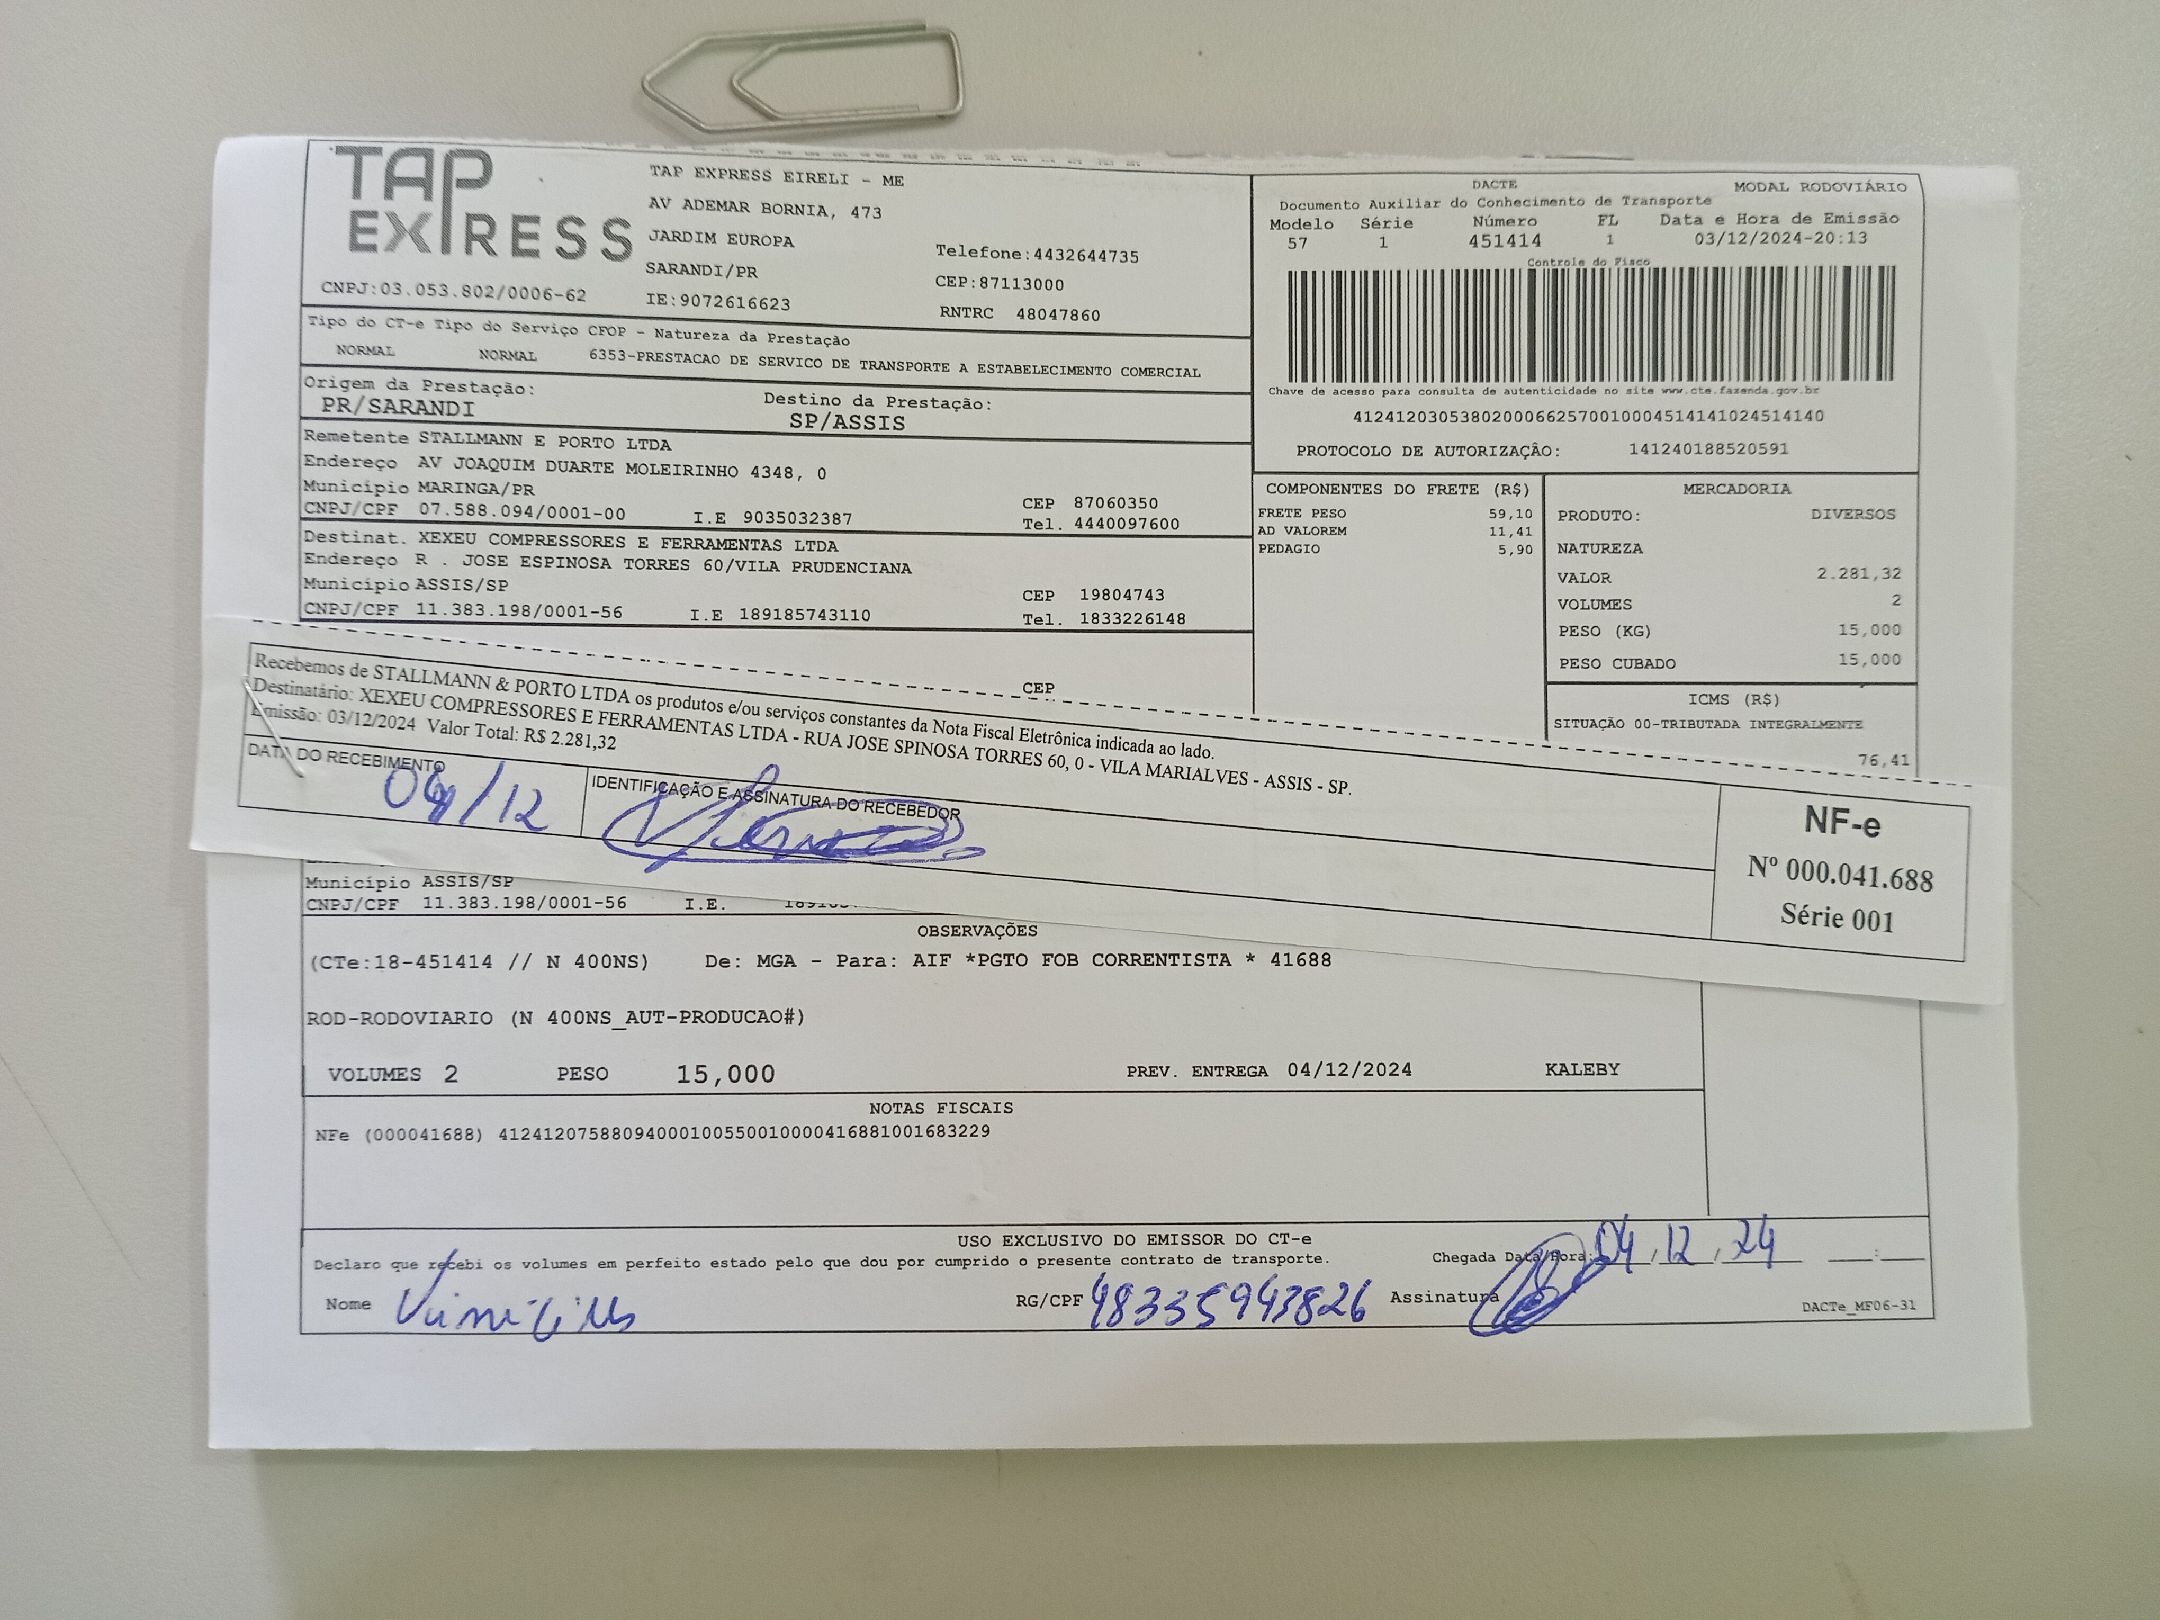 TAP EXPRESS
CNPJ:03.053.802/0006-62
TAP EXPRESS EIRELI - ME
AV ADEMAR BORNIA, 473
JARDIM EUROPA
SARANDI/PR
IE:9072616623
Telefone:4432644735
CEP:87113000
RNTRC 48047860
DACTE MODAL RODOVIÁRIO
Documento Auxiliar do Conhecimento de Transporte
Modelo Série Número FL Data e Hora de Emissão
57 1 451414 1 03/12/2024-20:13
Controle do Fisco
Chave de acesso para consulta de autenticidade no site www.cte.fazenda.gov.br
41241203053802000662570010004514141024514140
PROTOCOLO DE AUTORIZAÇÂO: 141240188520591
Tipo do CT-e Tipo do Serviço CFOP - Natureza da Prestação
NORMAL NORMAL 6353-PRESTACAO DE SERVICO DE TRANSPORTE A ESTABELECIMENTO COMERCIAL
Origem da Prestação: Destino da Prestação:
PR/SARANDI SP/ASSIS
Remetente STALLMANN E PORTO LTDA
Endereço AV JOAQUIM DUARTE MOLEIRINHO 4348, 0
Município MARINGA/PR CEP 87060350
CNPJ/CPF 07.588.094/0001-00 I.E 9035032387 Tel. 4440097600
Destinat. XEXEU COMPRESSORES E FERRAMENTAS LTDA
Endereço R . JOSE ESPINOSA TORRES 60/VILA PRUDENCIANA
Município ASSIS/SP CEP 19804743
CNPJ/CPF 11.383.198/0001-56 I.E 189185743110 Tel. 1833226148
CEP
COMPONENTES DO FRETE (R$)
FRETE PESO 59,10
AD VALOREM 11,41
PEDAGIO 5,90
MERCADORIA
PRODUTO: DIVERSOS
NATUREZA
VALOR 2.281,32
VOLUMES 2
PESO (KG) 15,000
PESO CUBADO 15,000
ICMS (R$)
SITUAÇÃO 00-TRIBUTADA INTEGRALMENTE
76,41
Recebemos de STALLMANN & PORTO LTDA os produtos e/ou serviços constantes da Nota Fiscal Eletrônica indicada ao lado.
Destinatário: XEXEU COMPRESSORES E FERRAMENTAS LTDA - RUA JOSE SPINOSA TORRES 60, 0 - VILA MARIALVES - ASSIS - SP.
Emissão: 03/12/2024 Valor Total: R$ 2.281,32
DATA DO RECEBIMENTO IDENTIFICAÇÃO E ASSINATURA DO RECEBEDOR
04/12
NF-e
Nº 000.041.688
Série 001
Município ASSIS/SP
CNPJ/CPF 11.383.198/0001-56 I.E.
OBSERVAÇÕES
(CTe:18-451414 // N 400NS) De: MGA - Para: AIF *PGTO FOB CORRENTISTA * 41688
ROD-RODOVIARIO (N 400NS_AUT-PRODUCAO#)
VOLUMES 2 PESO 15,000 PREV. ENTREGA 04/12/2024 KALEBY
NOTAS FISCAIS
NFe (000041688) 41241207588094000100550010000416881001683229
USO EXCLUSIVO DO EMISSOR DO CT-e
Declaro que recebi os volumes em perfeito estado pelo que dou por cumprido o presente contrato de transporte. Chegada Data/Hora: 04 12 24
Nome RG/CPF 48335943826 Assinatura
DACTe_MF06-31